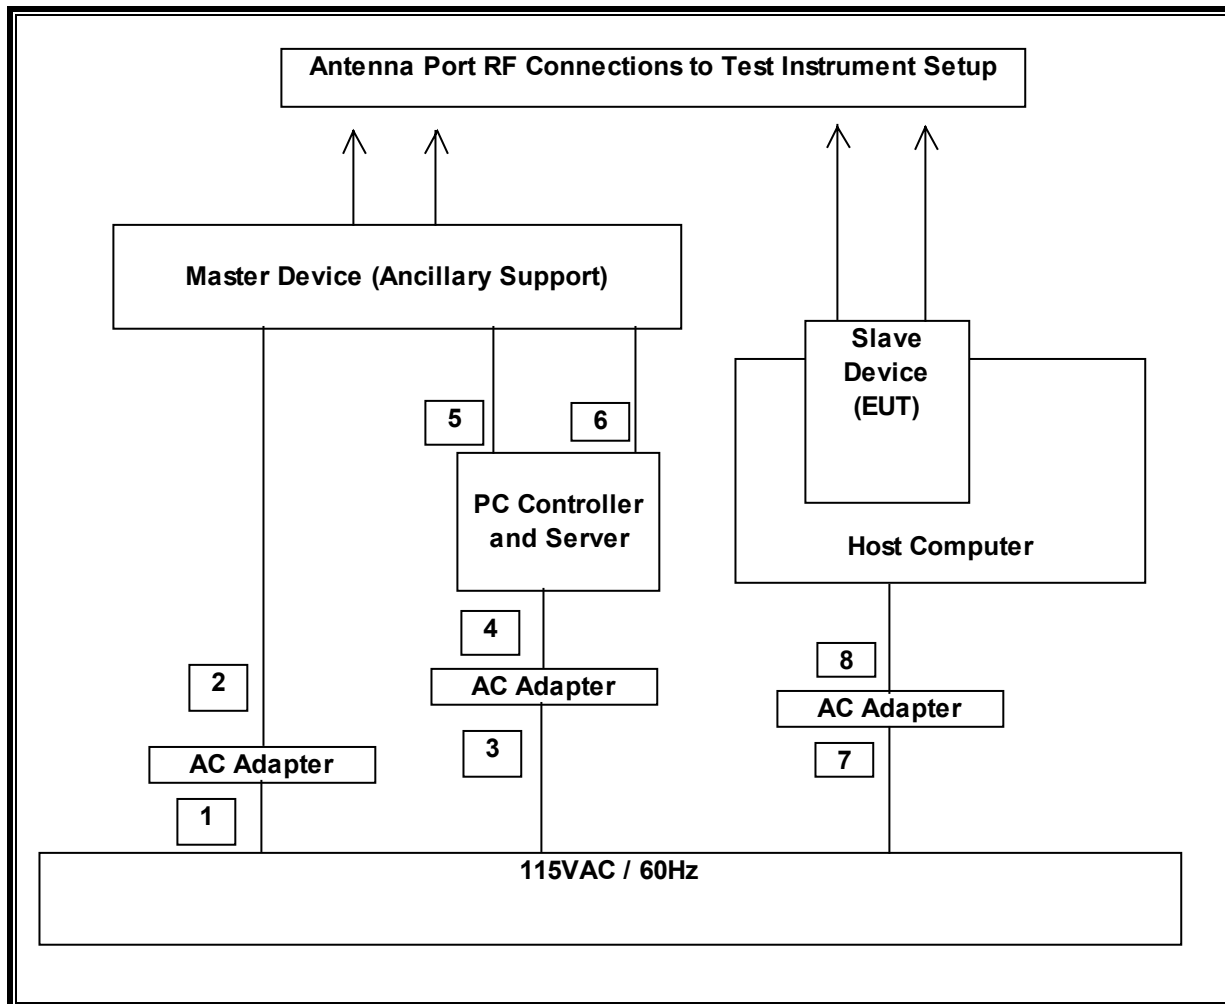 Antenna Port RF Connections to Test Instrument Setup
Master Device (Ancillary Support)
Slave
Device
(EUT)
5
6
PC Controller
and Server
Host Computer
4
8
2
AC Adapter
AC Adapter
3
7
AC Adapter
1
115VAC / 60Hz